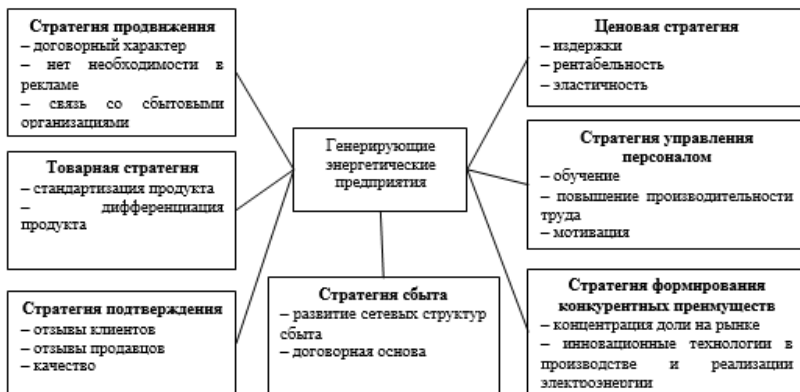 Стратегия продвижения
– договорный характер
– нет необходимости в
рекламе
– связь со сбытовыми
организациями
Товарная стратегия
– стандартизация продукта
– дифференциация
продукта
Стратегия подтверждения
– отзывы клиентов
– отзывы продавцов
– качество
Генерирующие
энергетические
предприятия
Стратегия сбыта
– развитие сетевых структур
сбыта
– договорная основа
Ценовая стратегия
– издержки
– рентабельность
– эластичность
Стратегия управления
персоналом
– обучение
– повышение производительности
труда
– мотивация
Стратегия формирования
конкурентных преимуществ
– концентрация доли на рынке
– инновационные технологии в
производстве и реализации
электроэнергии